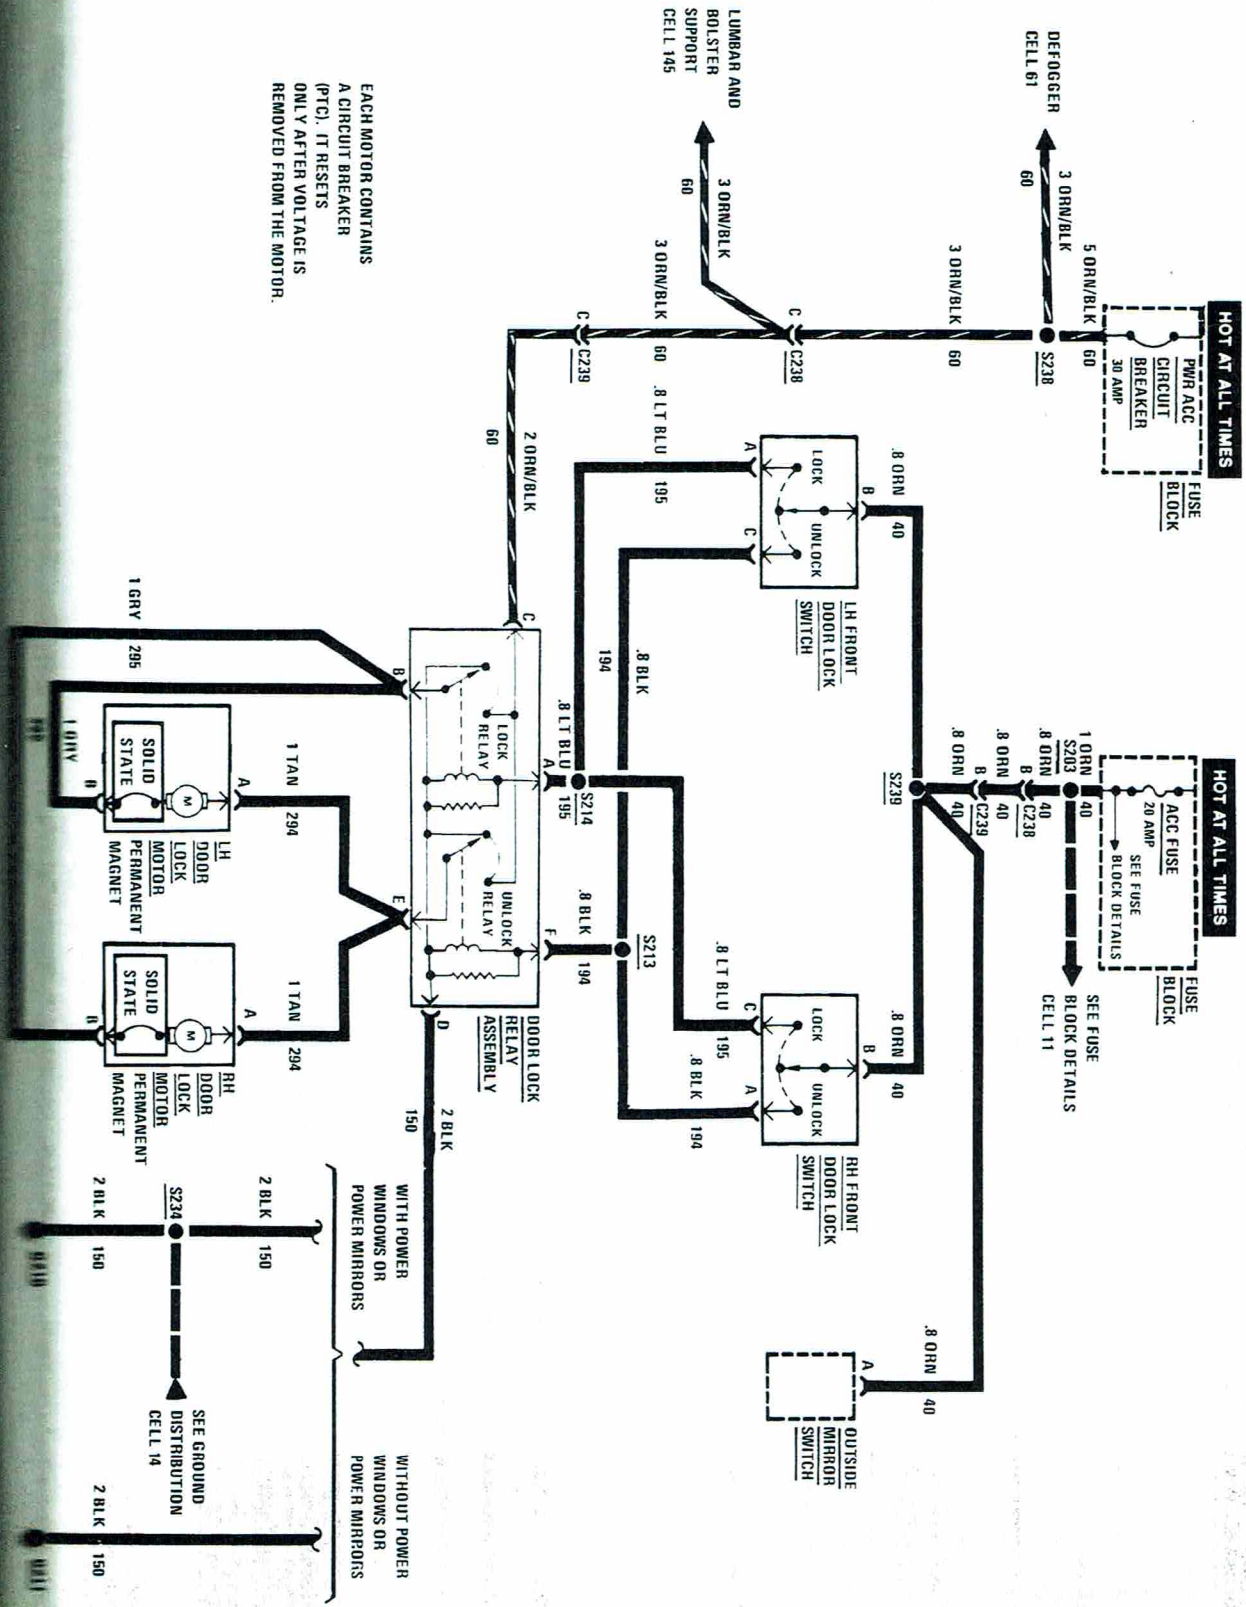 HOT AT ALL TIMES
HOT AT ALL TIMES
FUSE
BLOCK
PWR ACC
CIRCUIT
BREAKER
30 AMP
FUSE
BLOCK
ACC FUSE
20 AMP
SEE FUSE
BLOCK DETAILS
DEFOGGER
CELL 61
3 ORN/BLK
60
5 ORN/BLK
60
S238
1 ORN
40
S203
SEE FUSE
BLOCK DETAILS
CELL 11
.8 ORN
40
B
C238
.8 ORN
40
B
C239
.8 ORN
40
S239
3 ORN/BLK
60
LUMBAR AND
BOLSTER
SUPPORT
CELL 145
3 ORN/BLK
60
C
C238
3 ORN/BLK
60
C
C239
.8 ORN
40
B
LOCK
UNLOCK
LH FRONT
DOOR LOCK
SWITCH
A
C
.8 ORN
40
B
LOCK
UNLOCK
RH FRONT
DOOR LOCK
SWITCH
C
A
.8 ORN
40
A
OUTSIDE
MIRROR
SWITCH
.8 LT BLU
195
.8 BLK
194
.8 LT BLU
195
.8 BLK
194
S213
S214
.8 LT BLU
195
A
.8 BLK
194
F
2 ORN/BLK
60
C
LOCK
RELAY
UNLOCK
RELAY
DOOR LOCK
RELAY
ASSEMBLY
B
E
D
2 BLK
150
EACH MOTOR CONTAINS
A CIRCUIT BREAKER
(PTC). IT RESETS
ONLY AFTER VOLTAGE IS
REMOVED FROM THE MOTOR.
1 TAN
294
1 TAN
294
A
M
SOLID
STATE
LH
DOOR
LOCK
MOTOR
PERMANENT
MAGNET
B
A
M
SOLID
STATE
RH
DOOR
LOCK
MOTOR
PERMANENT
MAGNET
B
1 GRY
295
1 GRY
WITH POWER
WINDOWS OR
POWER MIRRORS
WITHOUT POWER
WINDOWS OR
POWER MIRRORS
2 BLK
150
S234
SEE GROUND
DISTRIBUTION
CELL 14
2 BLK
150
2 BLK
150